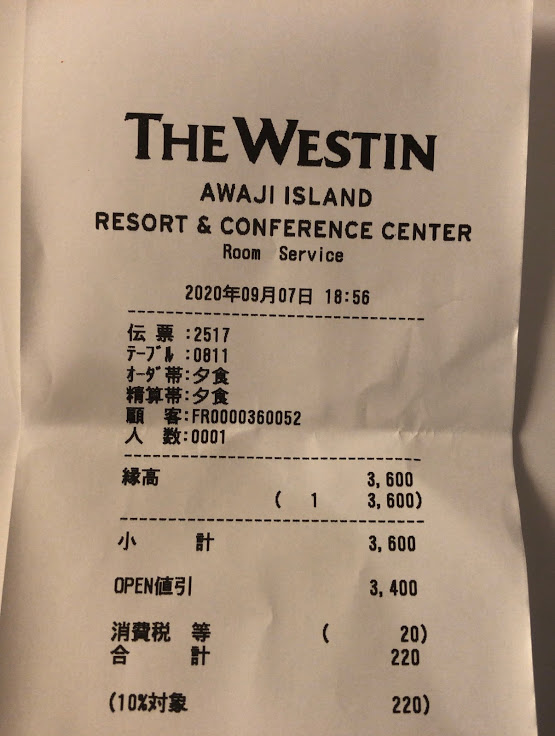 THE WESTIN
AWAJI ISLAND
RESORT & CONFERENCE CENTER
Room Service
2020年09月07日 18:56
伝票:2517
ﾃｰﾌﾞﾙ:0811
ｵｰﾀﾞ帯:夕食
精算帯:夕食
顧 客:FR0000360052
人 数:0001
縁高 3,600
( 1 3,600)
小 計 3,600
OPEN値引 3,400
消費税 等 ( 20)
合 計 220
(10%対象 220)